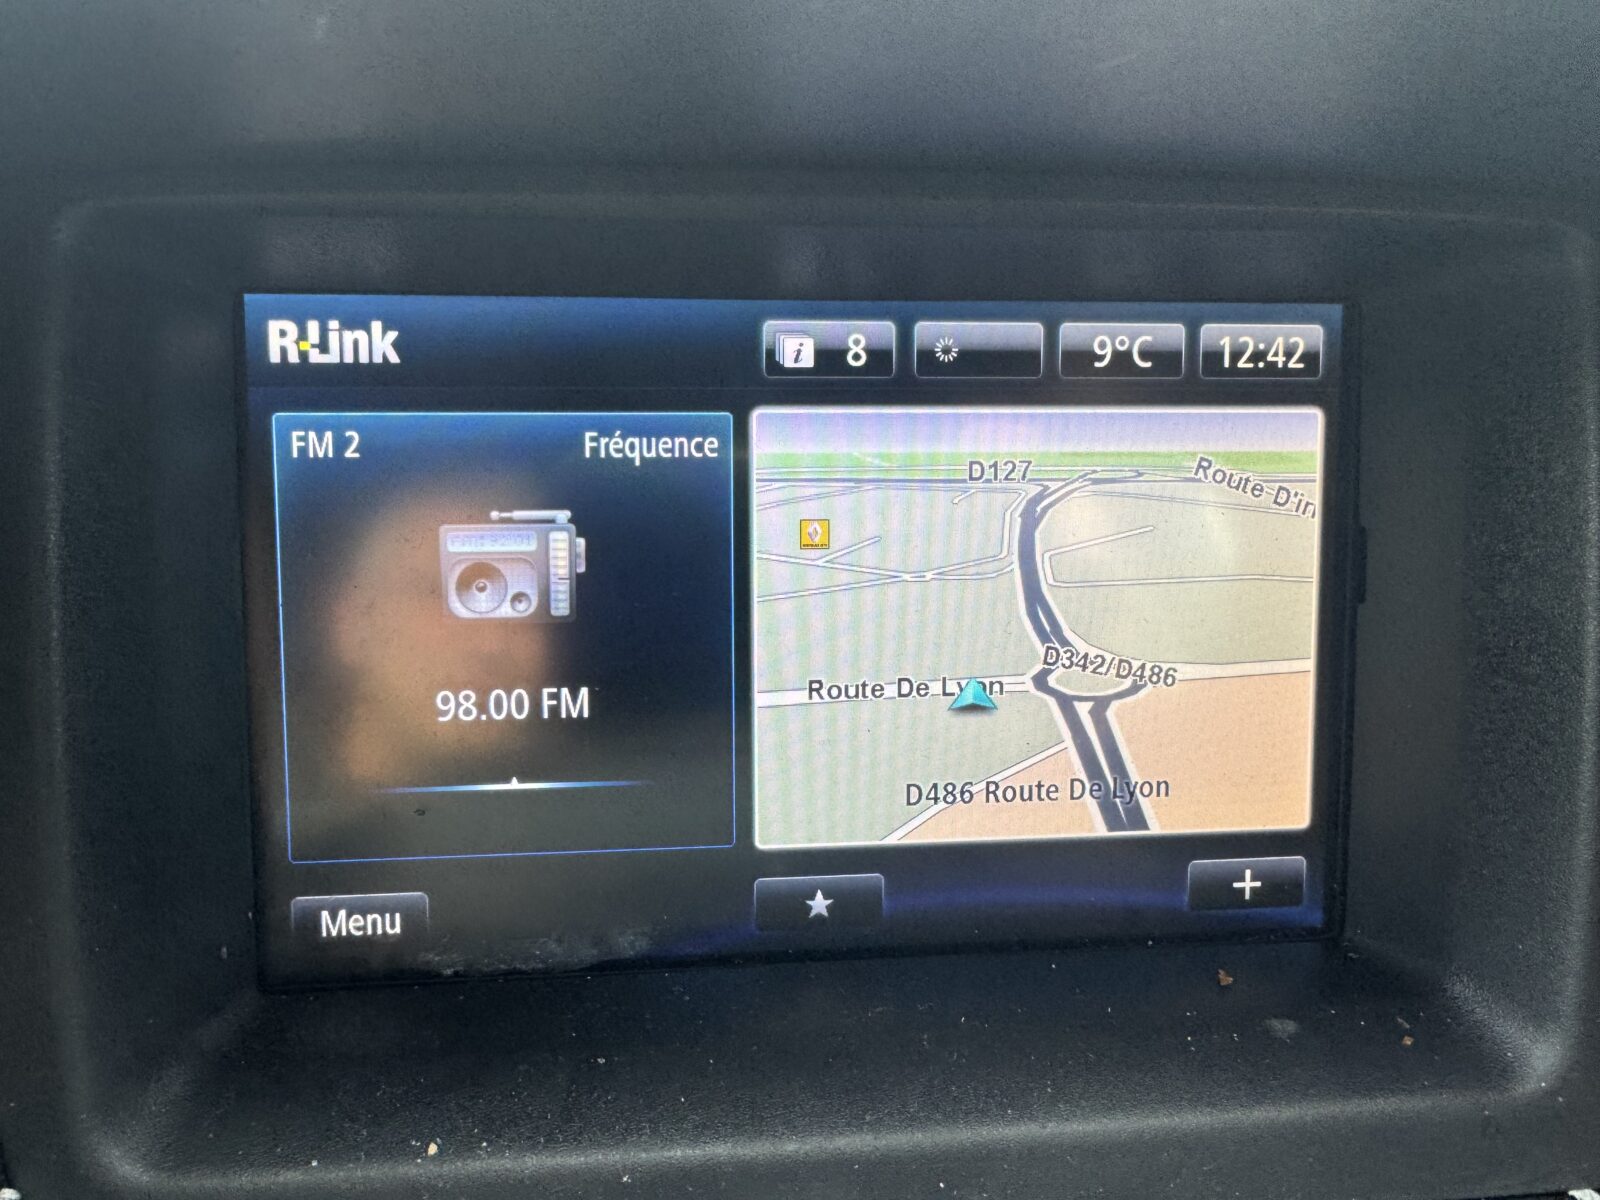 R-Link
8
9°C
12:42
FM 2
Fréquence
98.00 FM
D127
Route D'in
D342/D486
Route De Lyon
D486 Route De Lyon
Menu